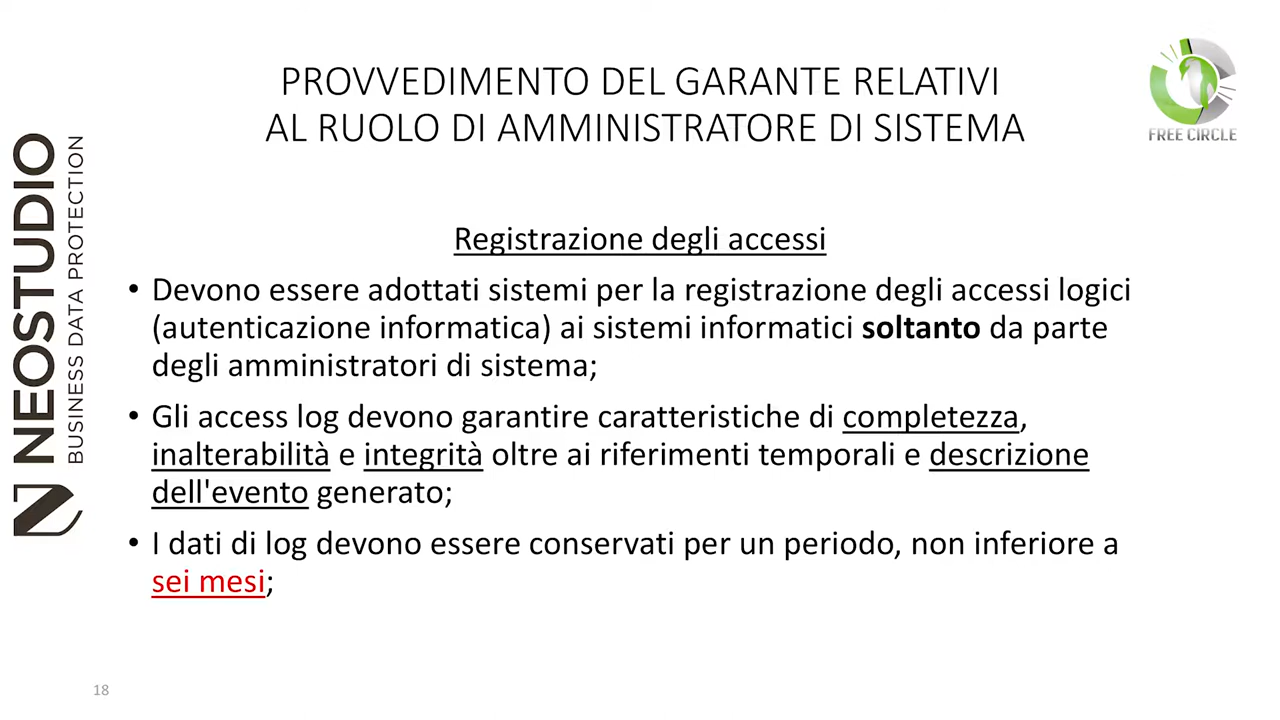 PROVVEDIMENTO DEL GARANTE RELATIVI
AL RUOLO DI AMMINISTRATORE DI SISTEMA
FREE CIRCLE
NEOSTUDIO
BUSINESS DATA PROTECTION
Registrazione degli accessi
• Devono essere adottati sistemi per la registrazione degli accessi logici
(autenticazione informatica) ai sistemi informatici soltanto da parte
degli amministratori di sistema;
• Gli access log devono garantire caratteristiche di completezza,
inalterabilità e integrità oltre ai riferimenti temporali e descrizione
dell'evento generato;
• I dati di log devono essere conservati per un periodo, non inferiore a
sei mesi;
18